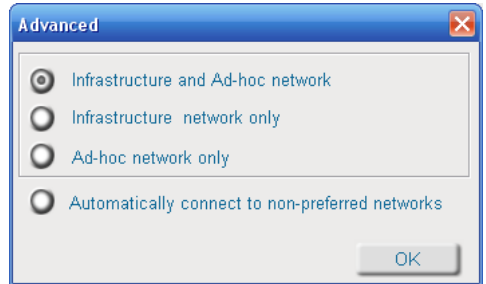 Advanced
Infrastructure and Ad-hoc network
Infrastructure network only
Ad-hoc network only
Automatically connect to non-preferred networks
OK